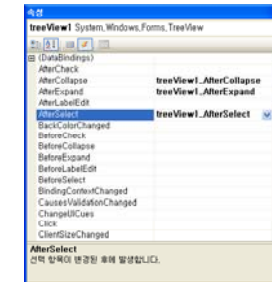 속성
treeView1 System,Windows,Forms,TreeView
(DataBindings)
AfterCheck
AfterCollapse treeView1_AfterCollapse
AfterExpand treeView1_AfterExpand
AfterLabelEdit
AfterSelect treeView1_AfterSelect
BackColorChanged
BeforeCheck
BeforeCollapse
BeforeExpand
BeforeLabelEdit
BeforeSelect
BindingContextChanged
CausesValidationChanged
ChangeUICues
Click
ClientSizeChanged
AfterSelect
선택 항목이 변경된 후에 발생합니다.